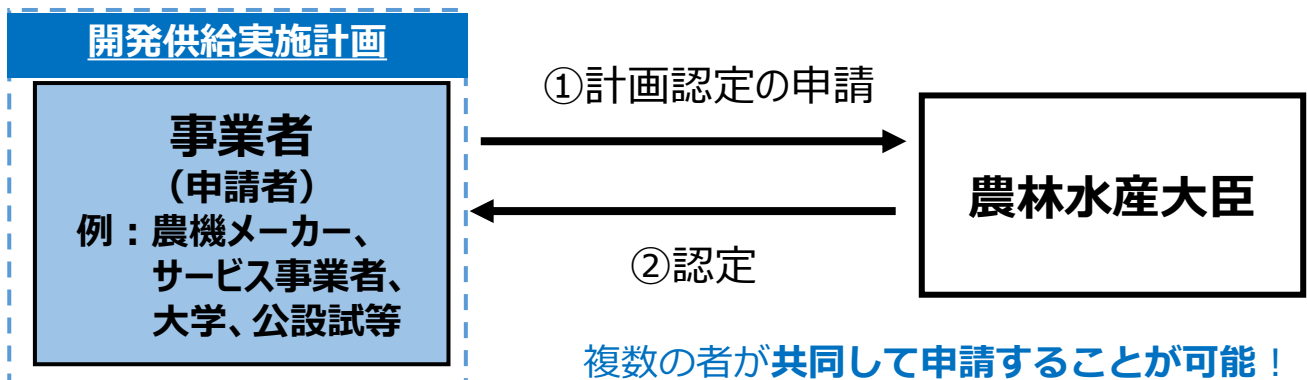 開発供給実施計画
事業者
（申請者）
例：農機メーカー、
サービス事業者、
大学、公設試等
①計画認定の申請
②認定
農林水産大臣
複数の者が共同して申請することが可能！